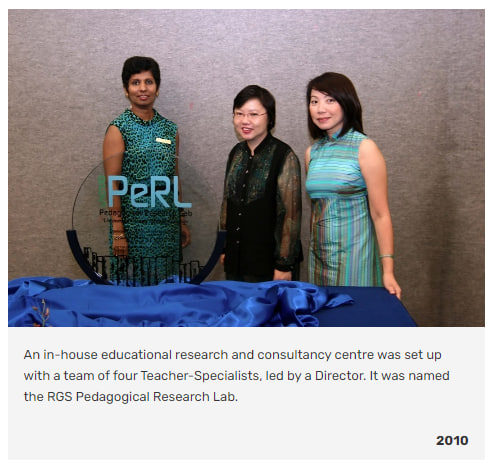 PeRL
Pedagogical Research Lab
An in-house educational research and consultancy centre was set up
with a team of four Teacher-Specialists, led by a Director. It was named
the RGS Pedagogical Research Lab.
2010